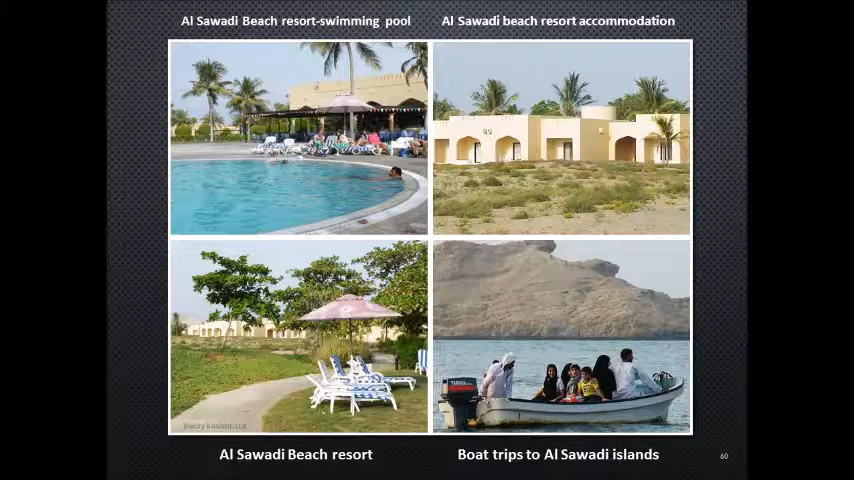 Al Sawadi Beach resort-swimming pool
Al Sawadi beach resort accommodation
Al Sawadi Beach resort
Boat trips to Al Sawadi islands
60